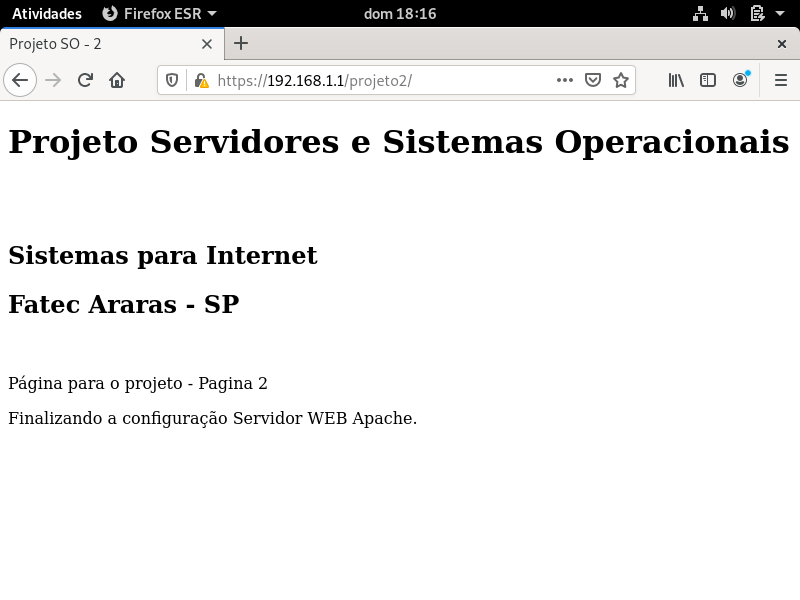 Atividades Firefox ESR dom 18:16
Projeto SO - 2
https://192.168.1.1/projeto2/
Projeto Servidores e Sistemas Operacionais
Sistemas para Internet
Fatec Araras - SP
Página para o projeto - Pagina 2
Finalizando a configuração Servidor WEB Apache.